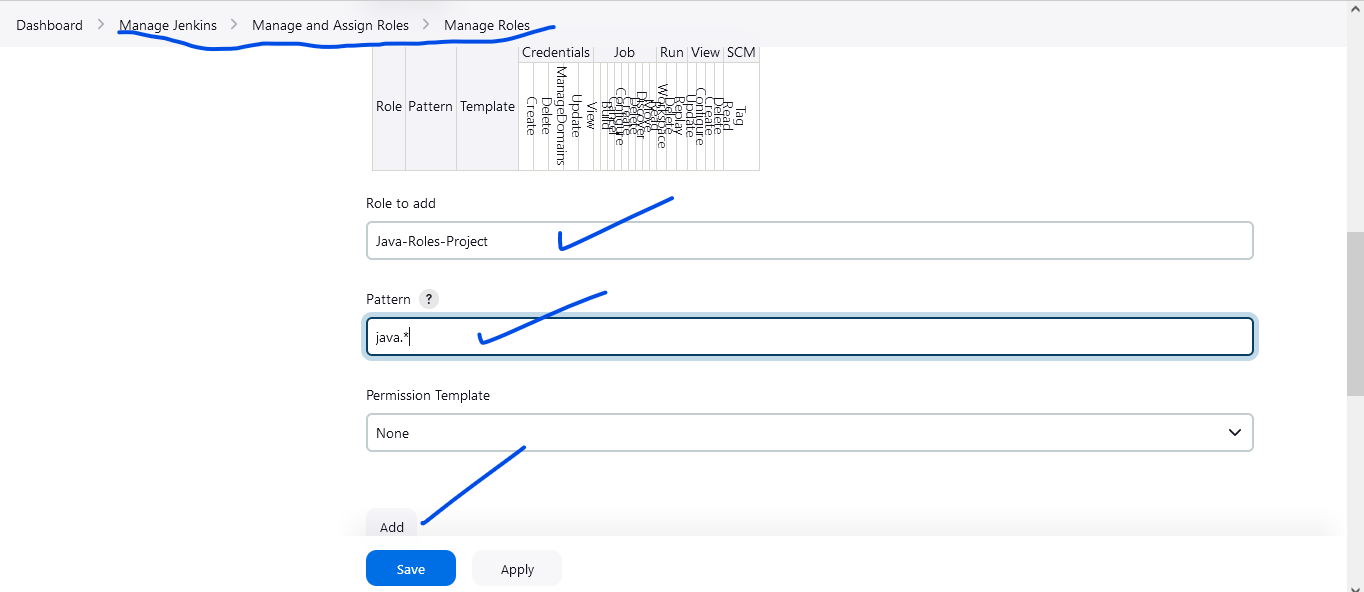 Dashboard > Manage Jenkins > Manage and Assign Roles > Manage Roles
Credentials Job Run View SCM
Role Pattern Template Create Delete ManageDomains Update View Build Cancel Configure Create Delete Discover Move Read Workspace Delete Replay Update Configure Create Delete Read Tag
Role to add
Java-Roles-Project
Pattern ?
java.*
Permission Template
None
Add
Save Apply